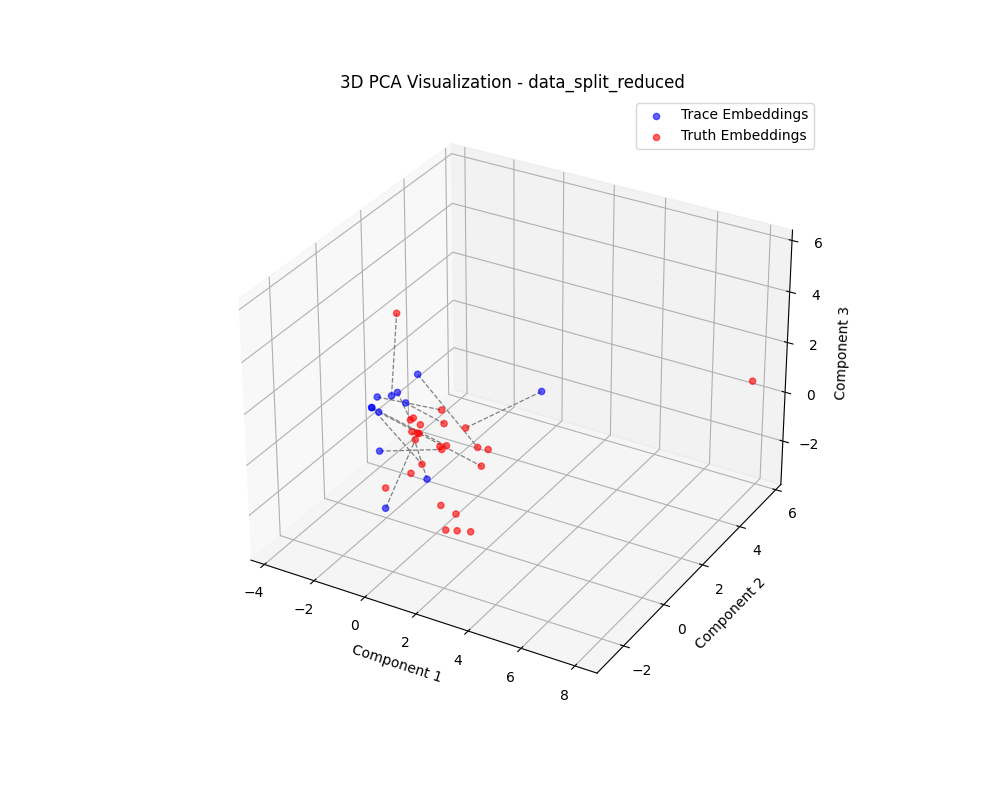 3D PCA Visualization - data_split_reduced
Trace Embeddings
Truth Embeddings
6
4
2
0
−2
Component 3
6
4
2
0
−2
Component 2
−4
−2
0
2
4
6
8
Component 1